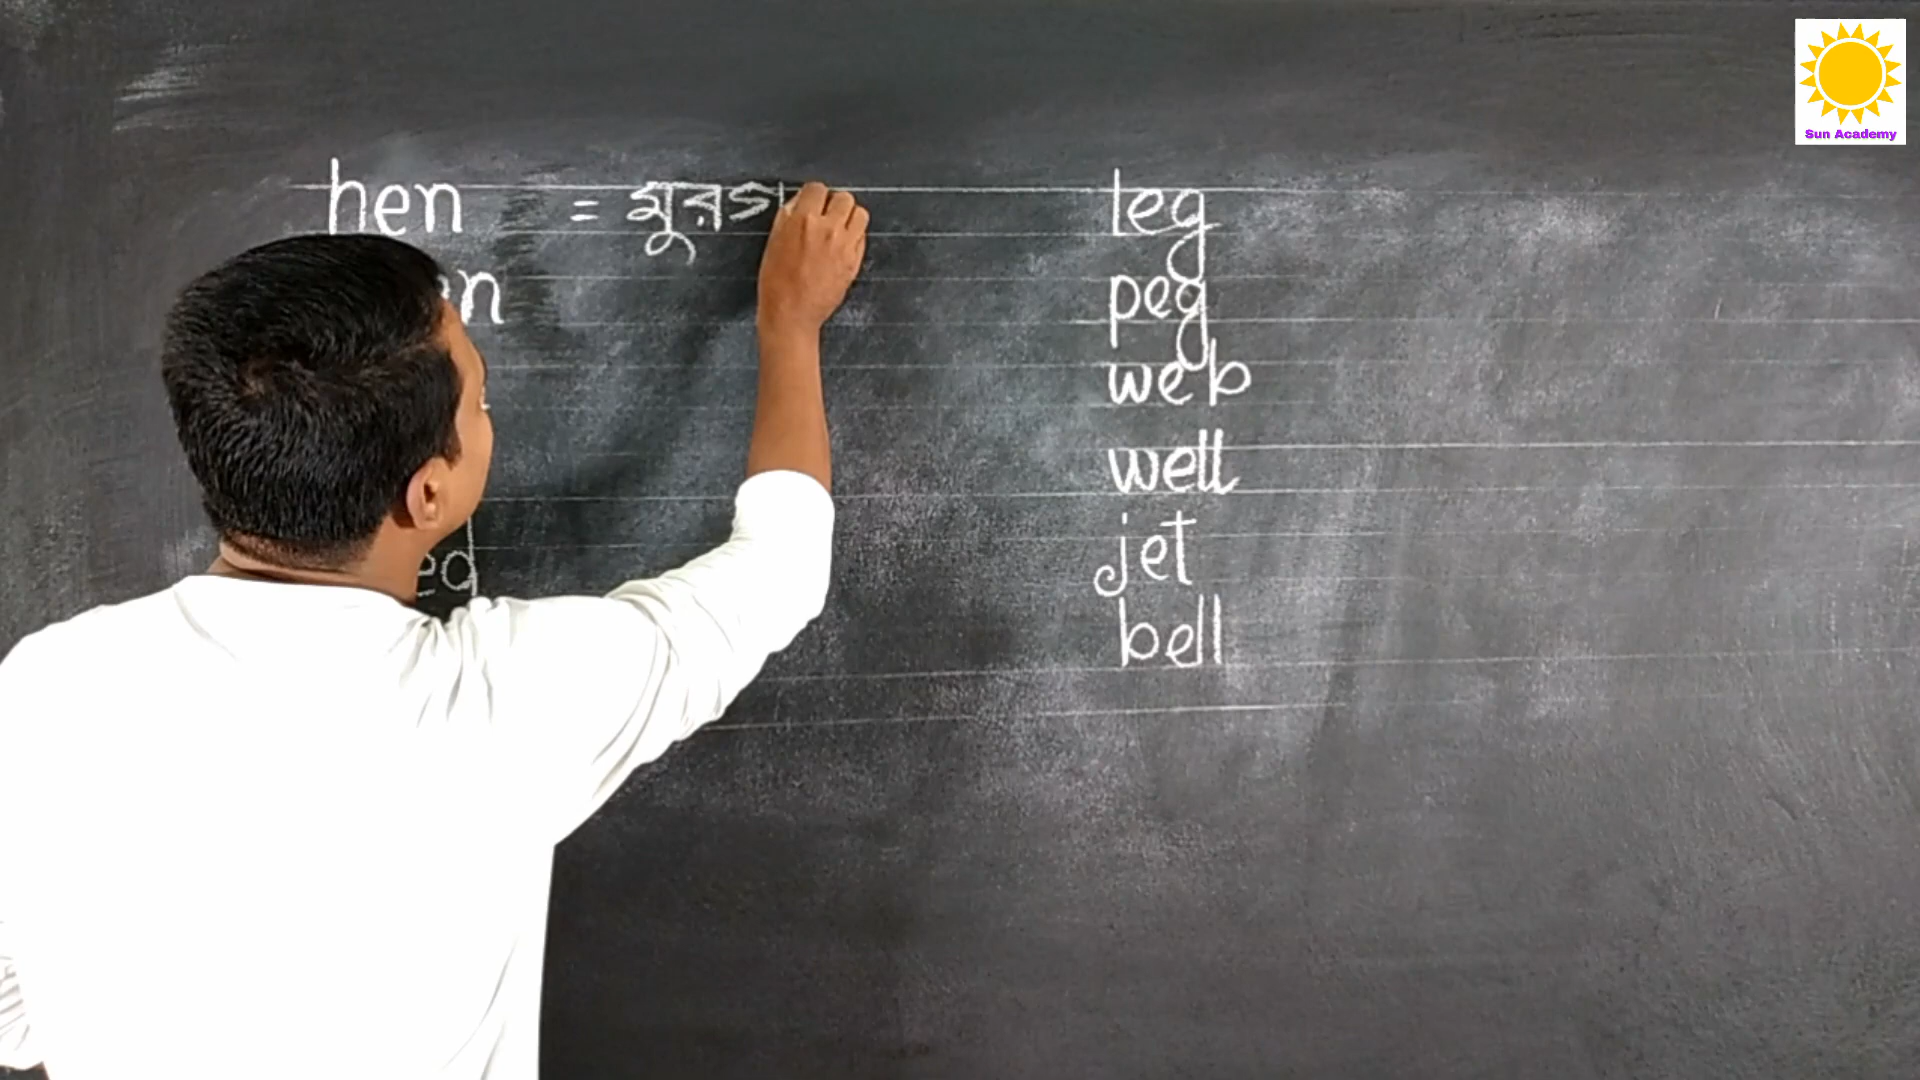 Sun Academy
hen = মুরগ
leg
peg
web
well
jet
bell